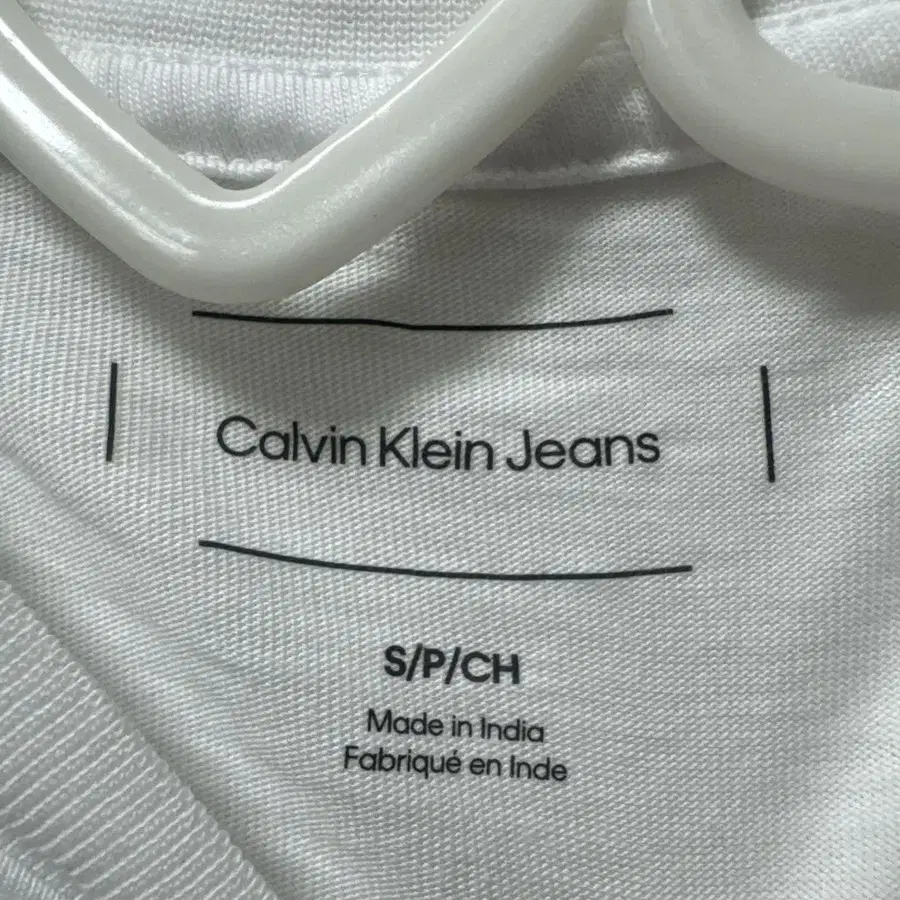 Calvin Klein Jeans
S/P/CH
Made in India
Fabriqué en Inde